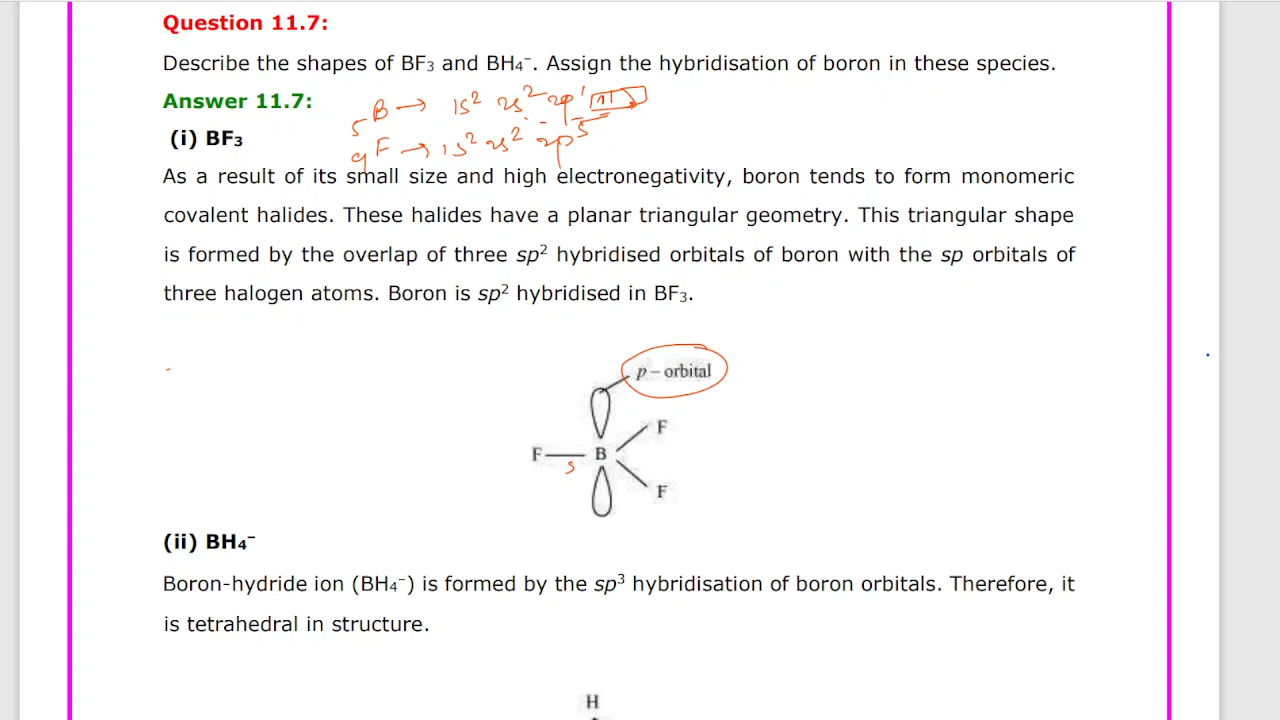 Question 11.7:
Describe the shapes of BF₃ and BH₄⁻. Assign the hybridisation of boron in these species.
Answer 11.7:
₅B → 1s² 2s² 2p¹
(i) BF₃
₉F → 1s² 2s² 2p⁵
As a result of its small size and high electronegativity, boron tends to form monomeric
covalent halides. These halides have a planar triangular geometry. This triangular shape
is formed by the overlap of three sp² hybridised orbitals of boron with the sp orbitals of
three halogen atoms. Boron is sp² hybridised in BF₃.
p – orbital
F
F B
s
F
(ii) BH₄⁻
Boron-hydride ion (BH₄⁻) is formed by the sp³ hybridisation of boron orbitals. Therefore, it
is tetrahedral in structure.
H